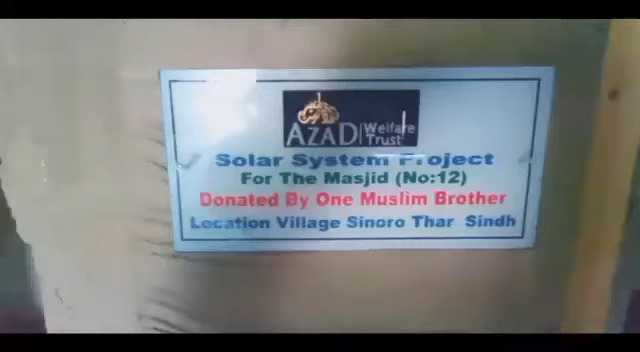 AZAD Welfare Trust
Solar System Project
For The Masjid (No:12)
Donated By One Muslim Brother
Location Village Sinoro Thar Sindh